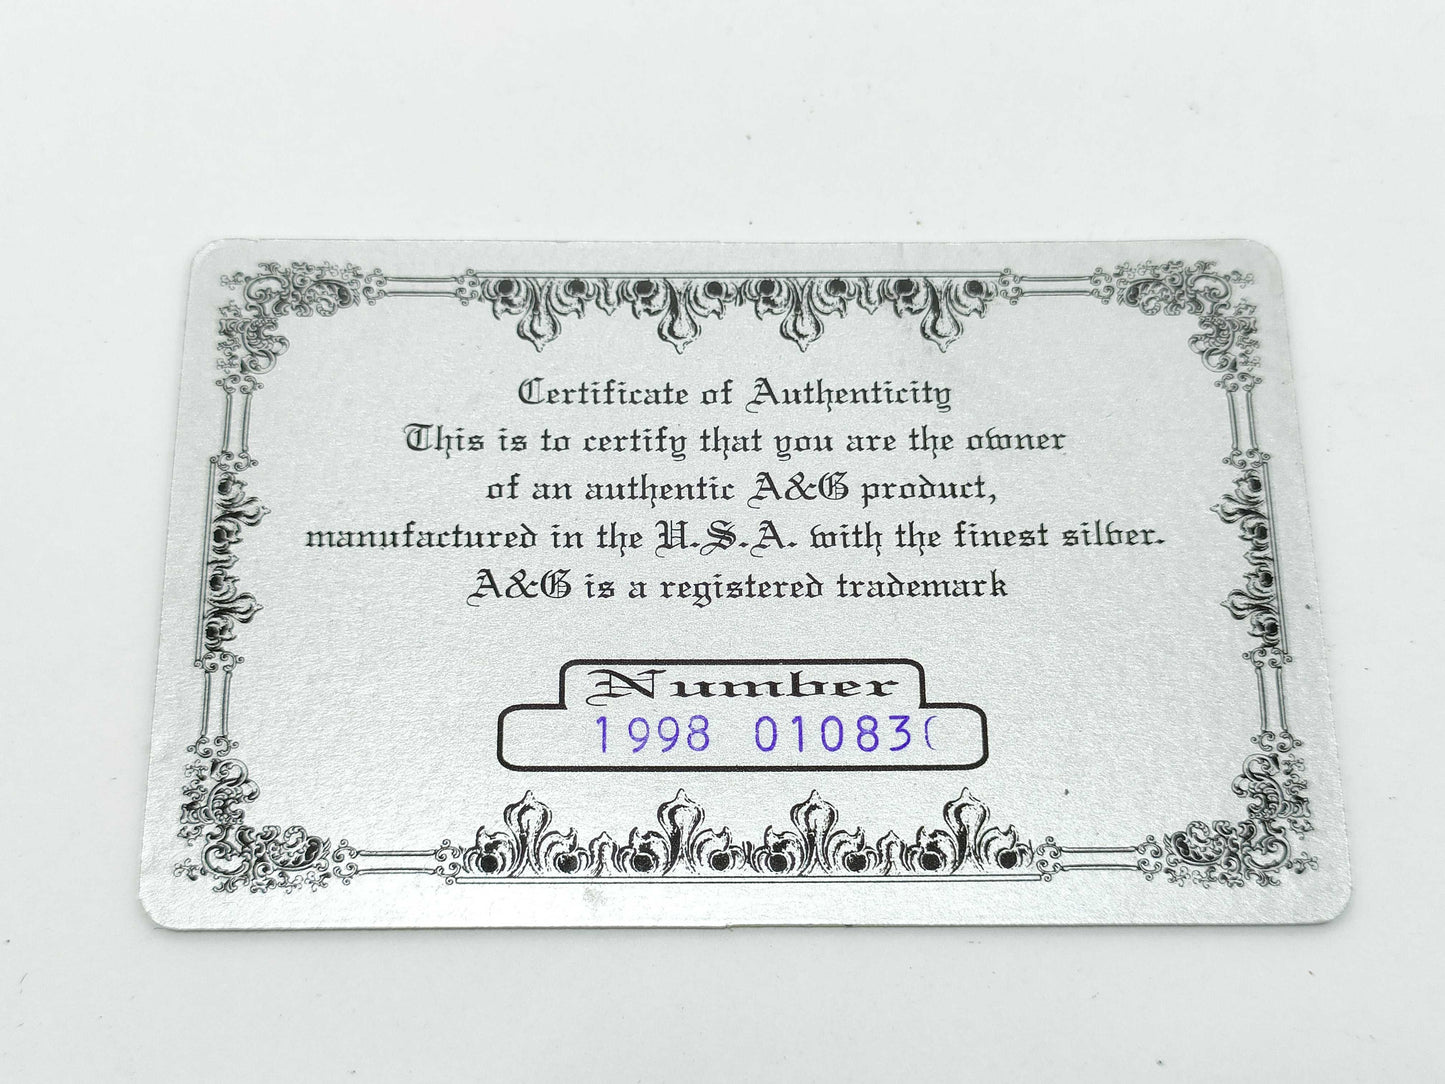 Certificate of Authenticity
This is to certify that you are the owner
of an authentic A&G product,
manufactured in the U.S.A. with the finest silver.
A&G is a registered trademark
Number
1998 01083